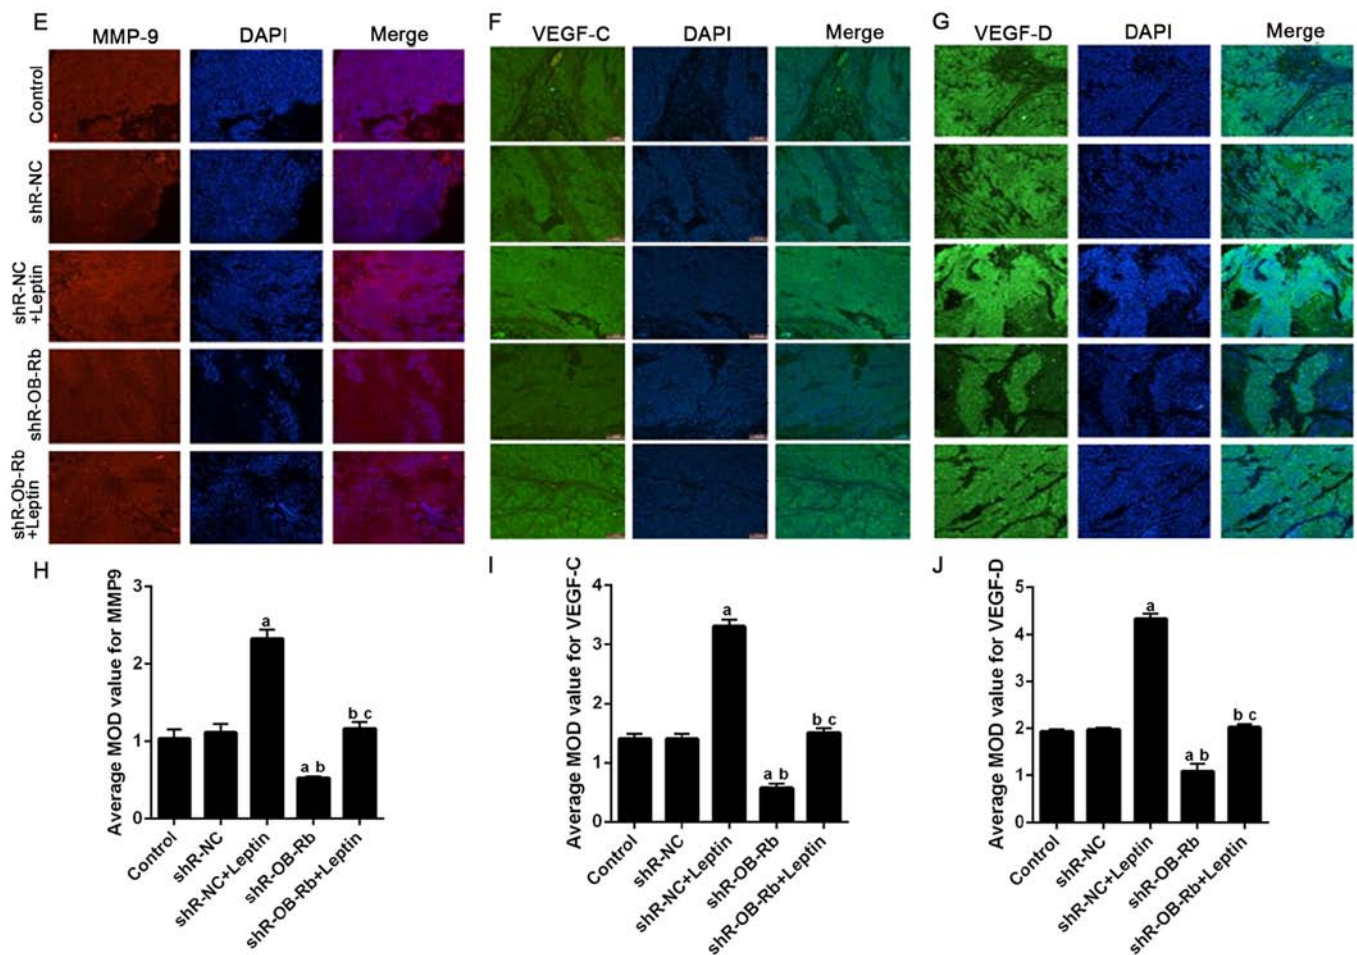 E
MMP-9 DAPI Merge
Control
shR-NC
shR-NC
+Leptin
shR-OB-Rb
shR-Ob-Rb
+Leptin
F
VEGF-C DAPI Merge
G
VEGF-D DAPI Merge
H
Average MOD value for MMP9
3
2
1
0
a
a b
b c
Control
shR-NC
shR-NC+Leptin
shR-OB-Rb
shR-OB-Rb+Leptin
I
Average MOD value for VEGF-C
4
3
2
1
0
a
a b
b c
Control
shR-NC
shR-NC+Leptin
shR-OB-Rb
shR-OB-Rb+Leptin
J
Average MOD value for VEGF-D
5
4
3
2
1
0
a
a b
b c
Control
shR-NC
shR-NC+Leptin
shR-OB-Rb
shR-OB-Rb+Leptin